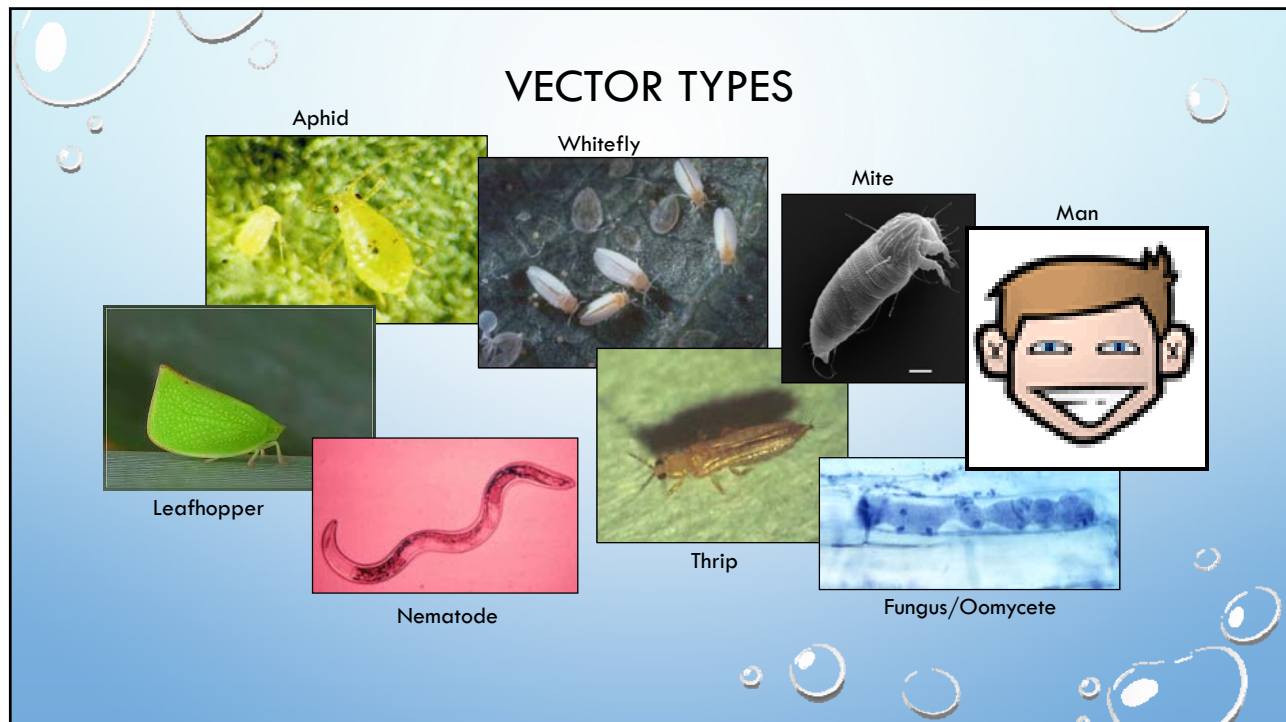 VECTOR TYPES
Aphid
Whitefly
Mite
Man
Leafhopper
Nematode
Thrip
Fungus/Oomycete